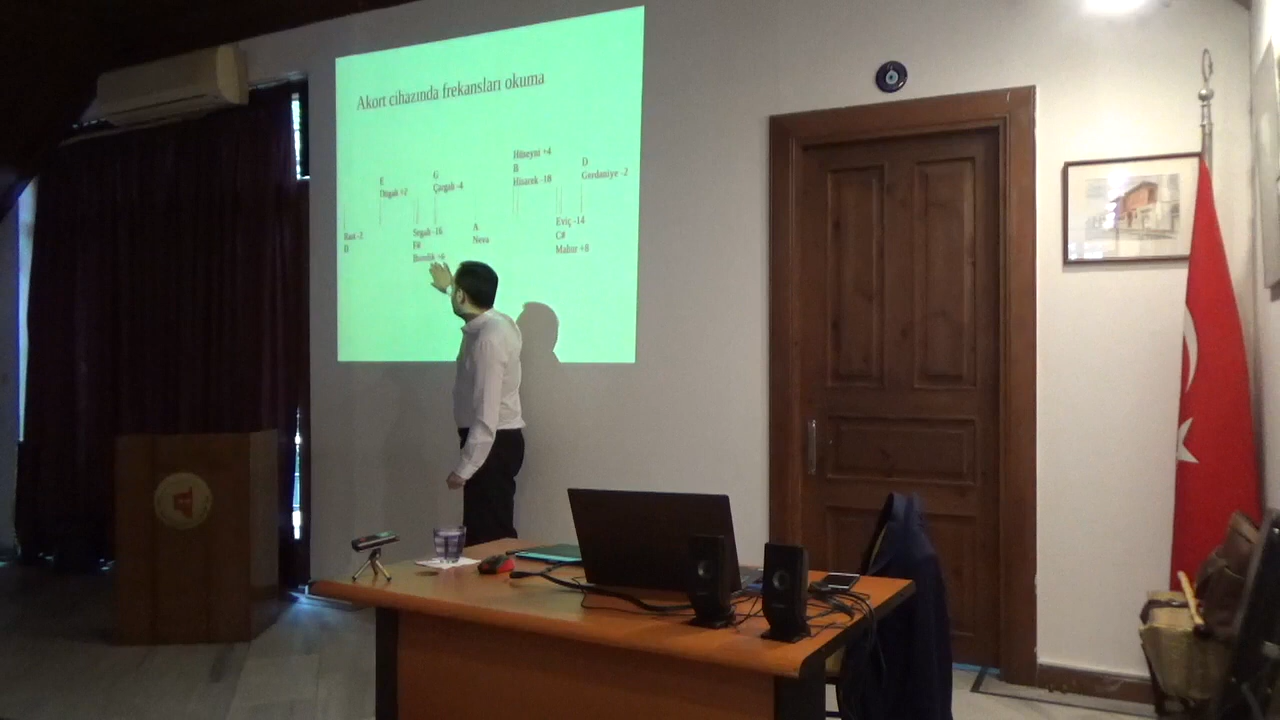 Akort cihazında frekansları okuma
Hüseyni +4
B
Hisarek -18
D
Gerdaniye -2
E
Dügah +2
G
Çargah -4
Rast -2
D
Segah -16
F#
Buselik +6
A
Neva
Eviç -14
C#
Mahur +8